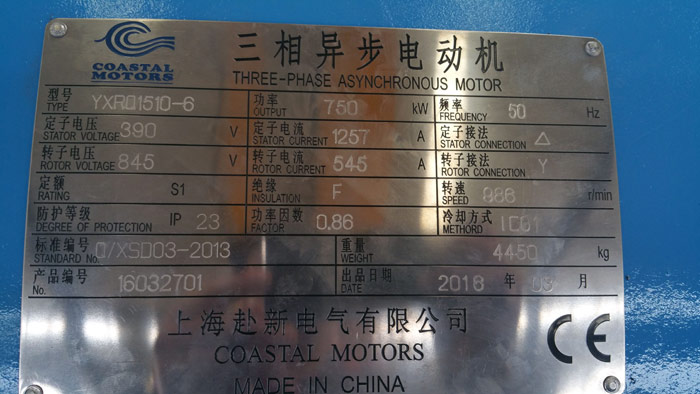 COASTAL
MOTORS
三相异步电动机
THREE-PHASE ASYNCHRONOUS MOTOR
型号 TYPE YXRQ1510-6 功率 OUTPUT 750 kW 频率 FREQUENCY 50 Hz
定子电压 STATOR VOLTAGE 390 V 定子电流 STATOR CURRENT 1257 A 定子接法 STATOR CONNECTION △
转子电压 ROTOR VOLTAGE 845 V 转子电流 ROTOR CURRENT 545 A 转子接法 ROTOR CONNECTION Y
定额 RATING S1 绝缘 INSULATION F 转速 SPEED r/min
防护等级 DEGREE OF PROTECTION IP 23 功率因数 FACTOR 0.86 冷却方式 METHORD
标准编号 STANDARD No. Q/XSD03-2013 重量 WEIGHT 4450 kg
产品编号 No. 16032701 出品日期 DATE 2018 年 03 月
上海赴新电气有限公司
COASTAL MOTORS
MADE IN CHINA
CE